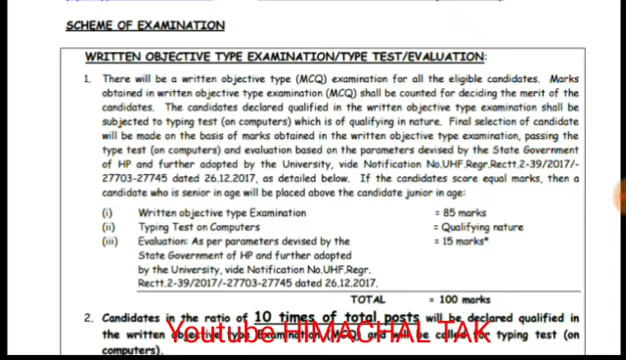 SCHEME OF EXAMINATION
WRITTEN OBJECTIVE TYPE EXAMINATION/TYPE TEST/EVALUATION:
1. There will be a written objective type (MCQ) examination for all the eligible candidates. Marks
obtained in written objective type examination (MCQ) shall be counted for deciding the merit of the
candidates. The candidates declared qualified in the written objective type examination shall be
subjected to typing test (on computers) which is of qualifying in nature. Final selection of candidate
will be made on the basis of marks obtained in the written objective type examination, passing the
type test (on computers) and evaluation based on the parameters devised by the State Government
of HP and further adopted by the University, vide Notification No.UHF.Regr.Rectt.2-39/2017/-
27703-27745 dated 26.12.2017, as detailed below. If the candidates score equal marks, then a
candidate who is senior in age will be placed above the candidate junior in age:
(i) Written objective type Examination = 85 marks
(ii) Typing Test on Computers = Qualifying nature
(iii) Evaluation: As per parameters devised by the = 15 marks*
State Government of HP and further adopted
by the University, vide Notification No.UHF.Regr.
Rectt.2-39/2017/-27703-27745 dated 26.12.2017.
TOTAL = 100 marks
2. Candidates in the ratio of 10 times of total posts will be declared qualified in
the written objective type Examination (MCQ) and will be called for typing test (on
computers).
Youtube HIMACHAL TAK